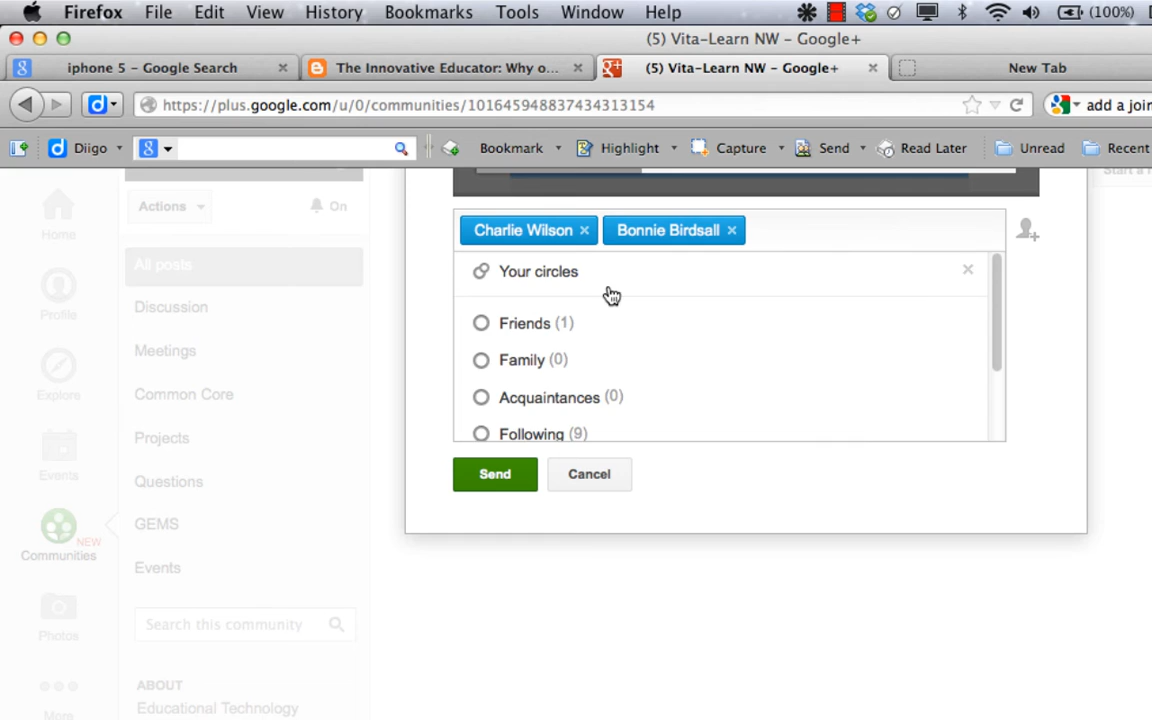 Firefox File Edit View History Bookmarks Tools Window Help (100%)
(5) Vita-Learn NW – Google+
iphone 5 – Google Search The Innovative Educator: Why o... (5) Vita-Learn NW – Google+ New Tab
https://plus.google.com/u/0/communities/101645948837434313154 add a join
Diigo Bookmark Highlight Capture Send Read Later Unread Recent
Actions On
Charlie Wilson × Bonnie Birdsall ×
Home
Your circles
All posts
Profile
Discussion
Friends (1)
Meetings
Family (0)
Explore
Common Core
Acquaintances (0)
Projects
Following (9)
Events
Questions
Send Cancel
GEMS
NEW
Communities
Events
Photos
Search this community
ABOUT
Educational Technology
More